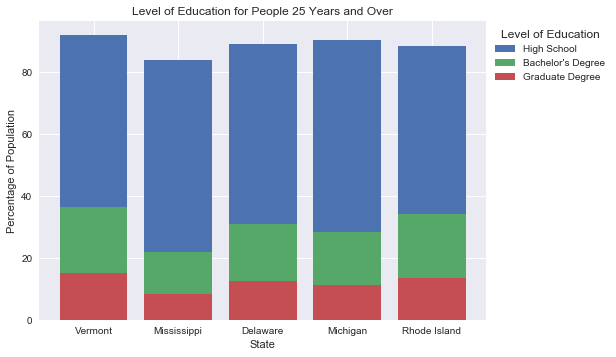 Level of Education for People 25 Years and Over
Level of Education
High School
Bachelor's Degree
Graduate Degree
Percentage of Population
80
60
40
20
0
Vermont Mississippi Delaware Michigan Rhode Island
State